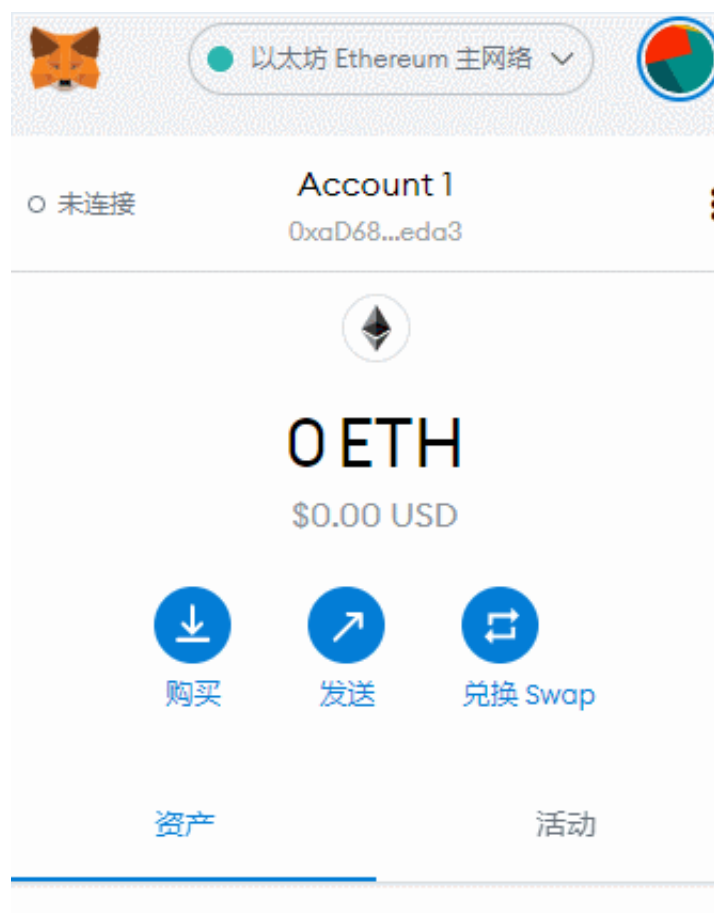 以太坊 Ethereum 主网络
未连接
Account 1
0xaD68...eda3
0 ETH
$0.00 USD
购买
发送
兑换 Swap
资产
活动